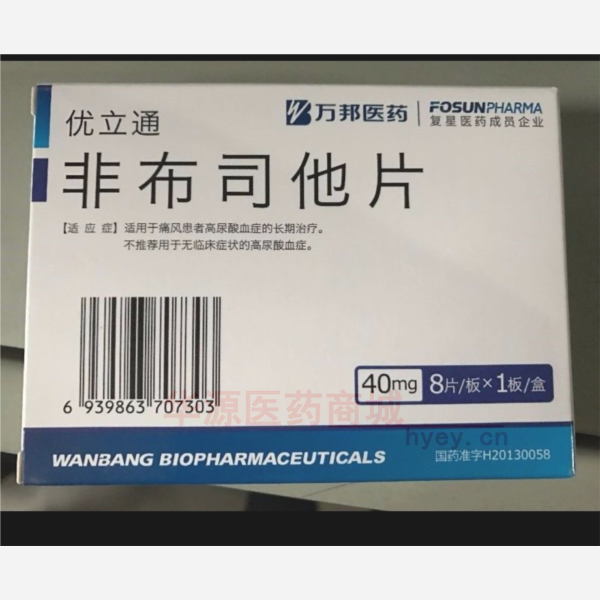 优立通
万邦医药
FOSUNPHARMA
复星医药成员企业
非布司他片
【适 应 症】适用于痛风患者高尿酸血症的长期治疗。
不推荐用于无临床症状的高尿酸血症。
40mg 8片/板×1板/盒
6 939863 707303
华源医药商城
hyey.cn
WANBANG BIOPHARMACEUTICALS
国药准字H20130058